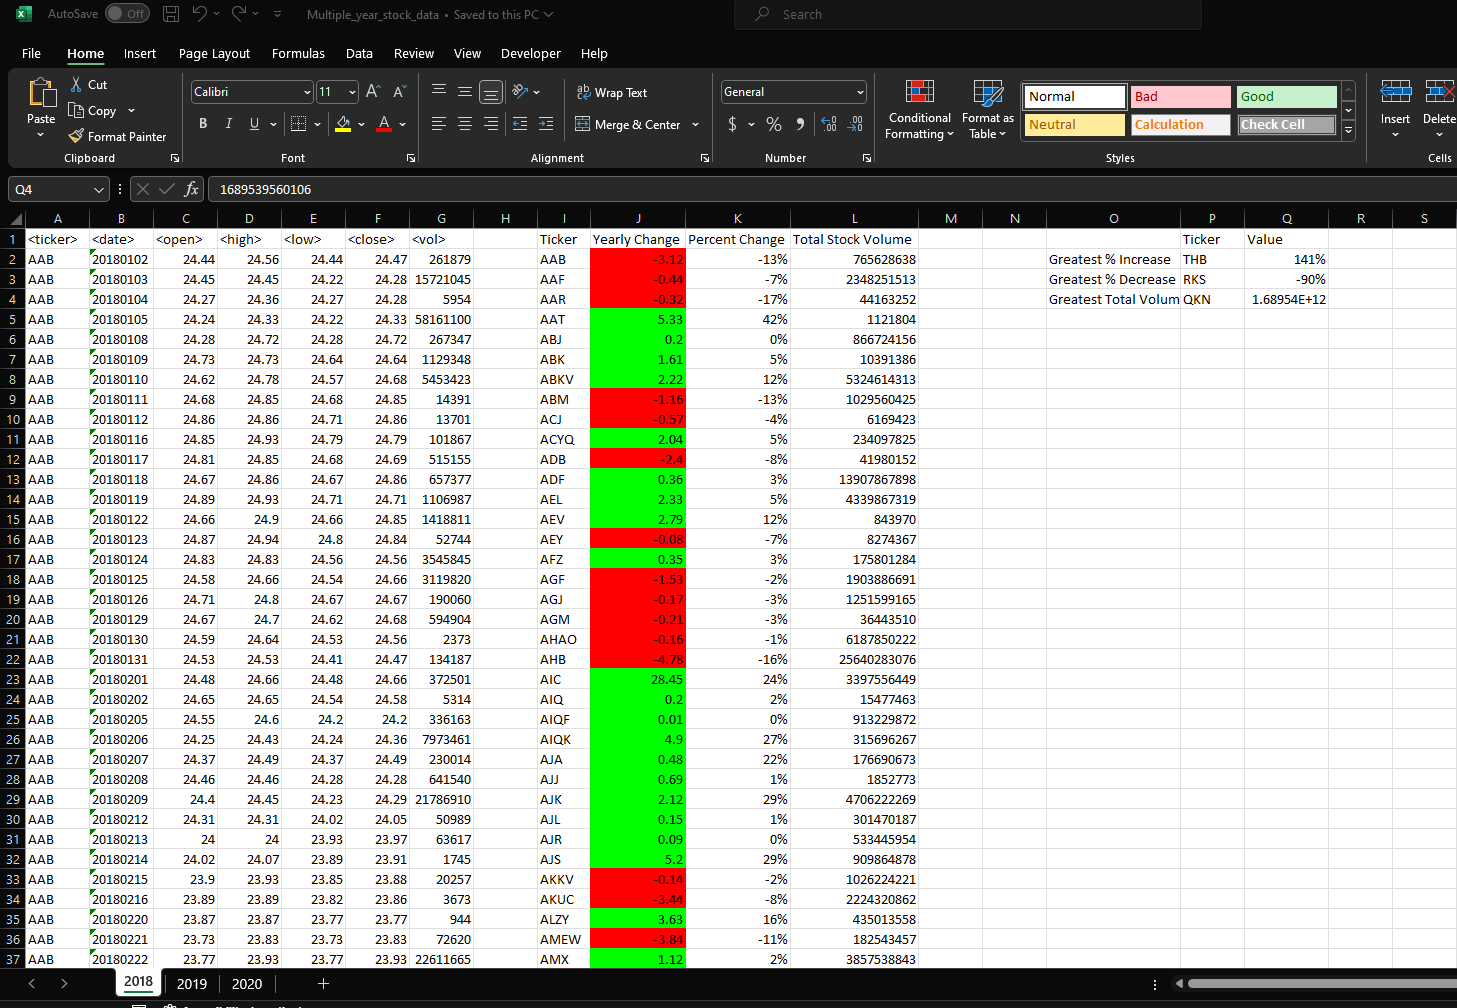 AutoSave Off Multiple_year_stock_data • Saved to this PC Search
File Home Insert Page Layout Formulas Data Review View Developer Help
Paste Cut Copy Format Painter Clipboard
Calibri 11 A A B I U A Font
Wrap Text Merge & Center Alignment
General $ % Number
Conditional Formatting Format as Table
Normal Bad Good
Neutral Calculation Check Cell
Styles
Insert Delete Cells
Q4 fx 1689539560106
A B C D E F G H I J K L M N O P Q R S
1 <ticker> <date> <open> <high> <low> <close> <vol> Ticker Yearly Change Percent Change Total Stock Volume Ticker Value
2 AAB 20180102 24.44 24.56 24.44 24.47 261879 AAB -3.12 -13% 765628638 Greatest % Increase THB 141%
3 AAB 20180103 24.45 24.45 24.22 24.28 15721045 AAF -0.44 -7% 2348251513 Greatest % Decrease RKS -90%
4 AAB 20180104 24.27 24.36 24.27 24.28 5954 AAR -0.32 -17% 44163252 Greatest Total Volum QKN 1.68954E+12
5 AAB 20180105 24.24 24.33 24.22 24.33 58161100 AAT 5.33 42% 1121804
6 AAB 20180108 24.28 24.72 24.28 24.72 267347 ABJ 0.2 0% 866724156
7 AAB 20180109 24.73 24.73 24.64 24.64 1129348 ABK 1.61 5% 10391386
8 AAB 20180110 24.62 24.78 24.57 24.68 5453423 ABKV 2.22 12% 5324614313
9 AAB 20180111 24.68 24.85 24.68 24.85 14391 ABM -1.16 -13% 1029560425
10 AAB 20180112 24.86 24.86 24.71 24.86 13701 ACJ -0.57 -4% 6169423
11 AAB 20180116 24.85 24.93 24.79 24.79 101867 ACYQ 2.04 5% 234097825
12 AAB 20180117 24.81 24.85 24.68 24.69 515155 ADB -2.4 -8% 41980152
13 AAB 20180118 24.67 24.86 24.67 24.86 657377 ADF 0.36 3% 13907867898
14 AAB 20180119 24.89 24.93 24.71 24.71 1106987 AEL 2.33 5% 4339867319
15 AAB 20180122 24.66 24.9 24.66 24.85 1418811 AEV 2.79 12% 843970
16 AAB 20180123 24.87 24.94 24.8 24.84 52744 AEY -0.08 -7% 8274367
17 AAB 20180124 24.83 24.83 24.56 24.56 3545845 AFZ 0.35 3% 175801284
18 AAB 20180125 24.58 24.66 24.54 24.66 3119820 AGF -1.53 -2% 1903886691
19 AAB 20180126 24.71 24.8 24.67 24.67 190060 AGJ -0.17 -3% 1251599165
20 AAB 20180129 24.67 24.7 24.62 24.68 594904 AGM -0.21 -3% 36443510
21 AAB 20180130 24.59 24.64 24.53 24.56 2373 AHAO -0.16 -1% 6187850222
22 AAB 20180131 24.53 24.53 24.41 24.47 134187 AHB -4.78 -16% 25640283076
23 AAB 20180201 24.48 24.66 24.48 24.66 372501 AIC 28.45 24% 3397556449
24 AAB 20180202 24.65 24.65 24.54 24.58 5314 AIQ 0.2 2% 15477463
25 AAB 20180205 24.55 24.6 24.2 24.2 336163 AIQF 0.01 0% 913229872
26 AAB 20180206 24.25 24.43 24.24 24.36 7973461 AIQK 4.9 27% 315696267
27 AAB 20180207 24.37 24.49 24.37 24.49 230014 AJA 0.48 22% 176690673
28 AAB 20180208 24.46 24.46 24.28 24.28 641540 AJJ 0.69 1% 1852773
29 AAB 20180209 24.4 24.45 24.23 24.29 21786910 AJK 2.12 29% 4706222269
30 AAB 20180212 24.31 24.31 24.02 24.05 50989 AJL 0.15 1% 301470187
31 AAB 20180213 24 24 23.93 23.97 63617 AJR 0.09 0% 533445954
32 AAB 20180214 24.02 24.07 23.89 23.91 1745 AJS 5.2 29% 909864878
33 AAB 20180215 23.9 23.93 23.85 23.88 20257 AKKV -0.14 -2% 1026224221
34 AAB 20180216 23.89 23.89 23.82 23.86 3673 AKUC -3.44 -8% 2224320862
35 AAB 20180220 23.87 23.87 23.77 23.77 944 ALZY 3.63 16% 435013558
36 AAB 20180221 23.73 23.83 23.73 23.83 72620 AMEW -3.84 -11% 182543457
37 AAB 20180222 23.77 23.93 23.77 23.93 22611665 AMX 1.12 2% 3857538843
2018 2019 2020